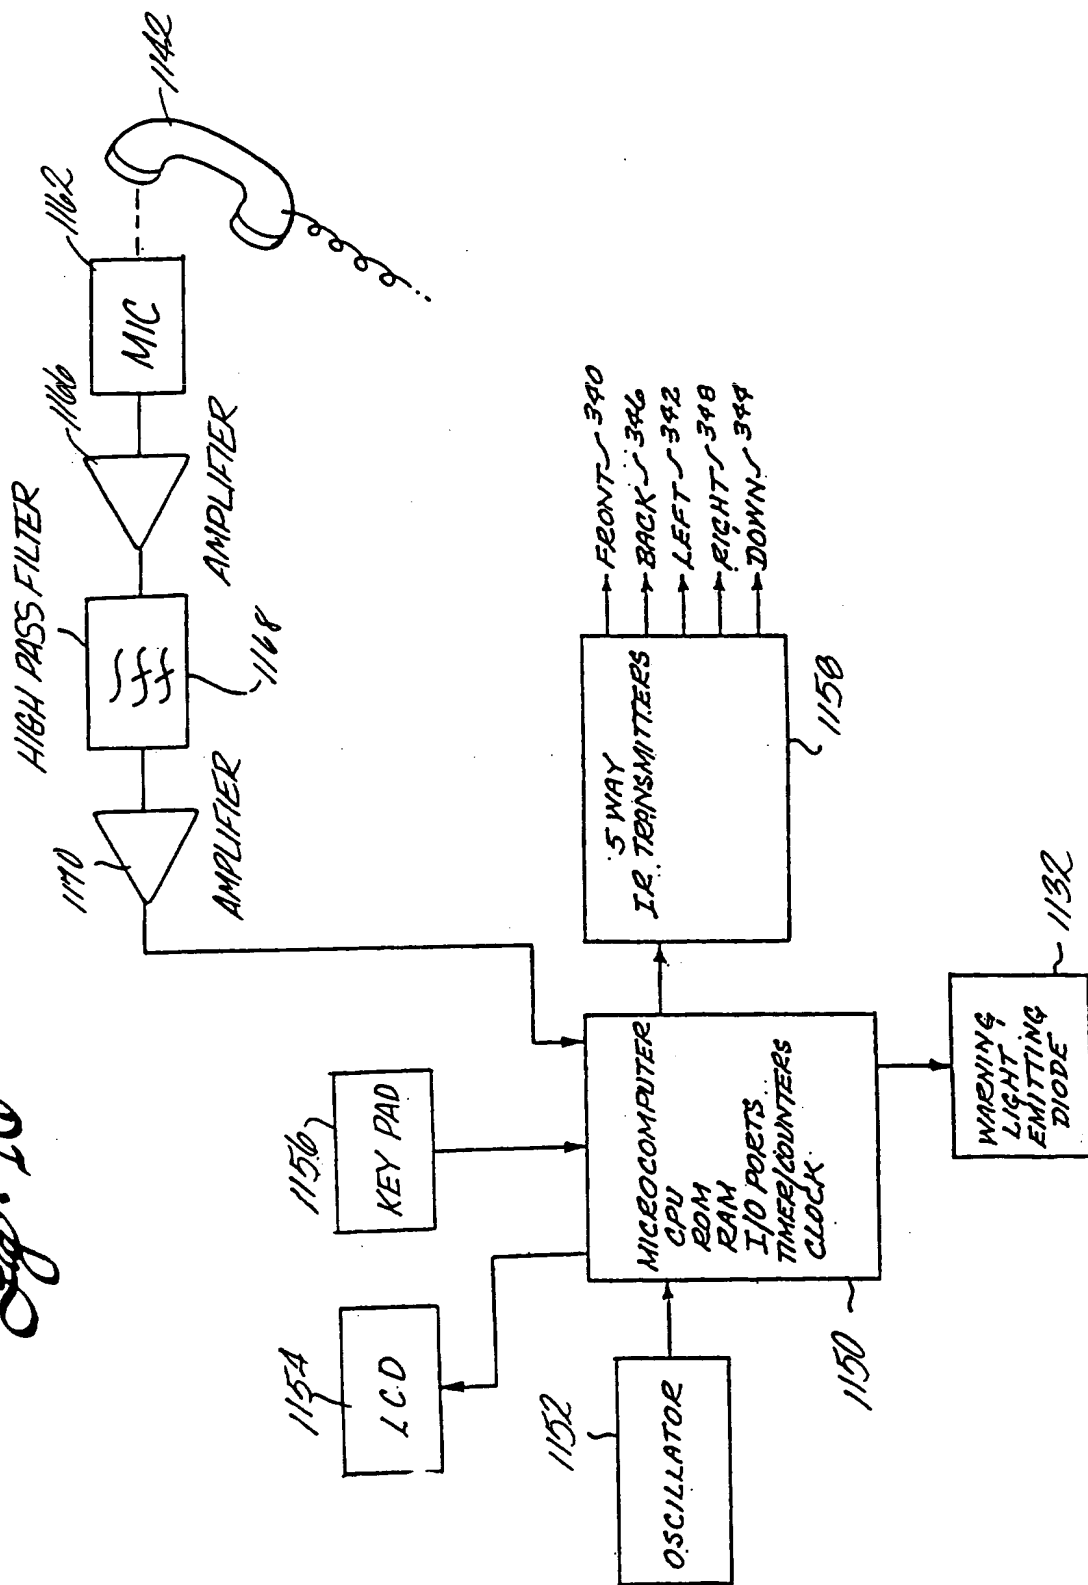 Fig. 10
HIGH PASS FILTER
1170
AMPLIFIER
1168
1166
AMPLIFIER
1162
MIC
1142
1154
L.C.D
1156
KEY PAD
1152
OSCILLATOR
MICROCOMPUTER
CPU
ROM
RAM
I/O PORTS
TIMER/COUNTERS
CLOCK
1150
5 WAY
I.R. TRANSMITTERS
1158
FRONT 340
BACK 346
LEFT 342
RIGHT 348
DOWN 344
WARNING
LIGHT
EMITTING
DIODE
1132